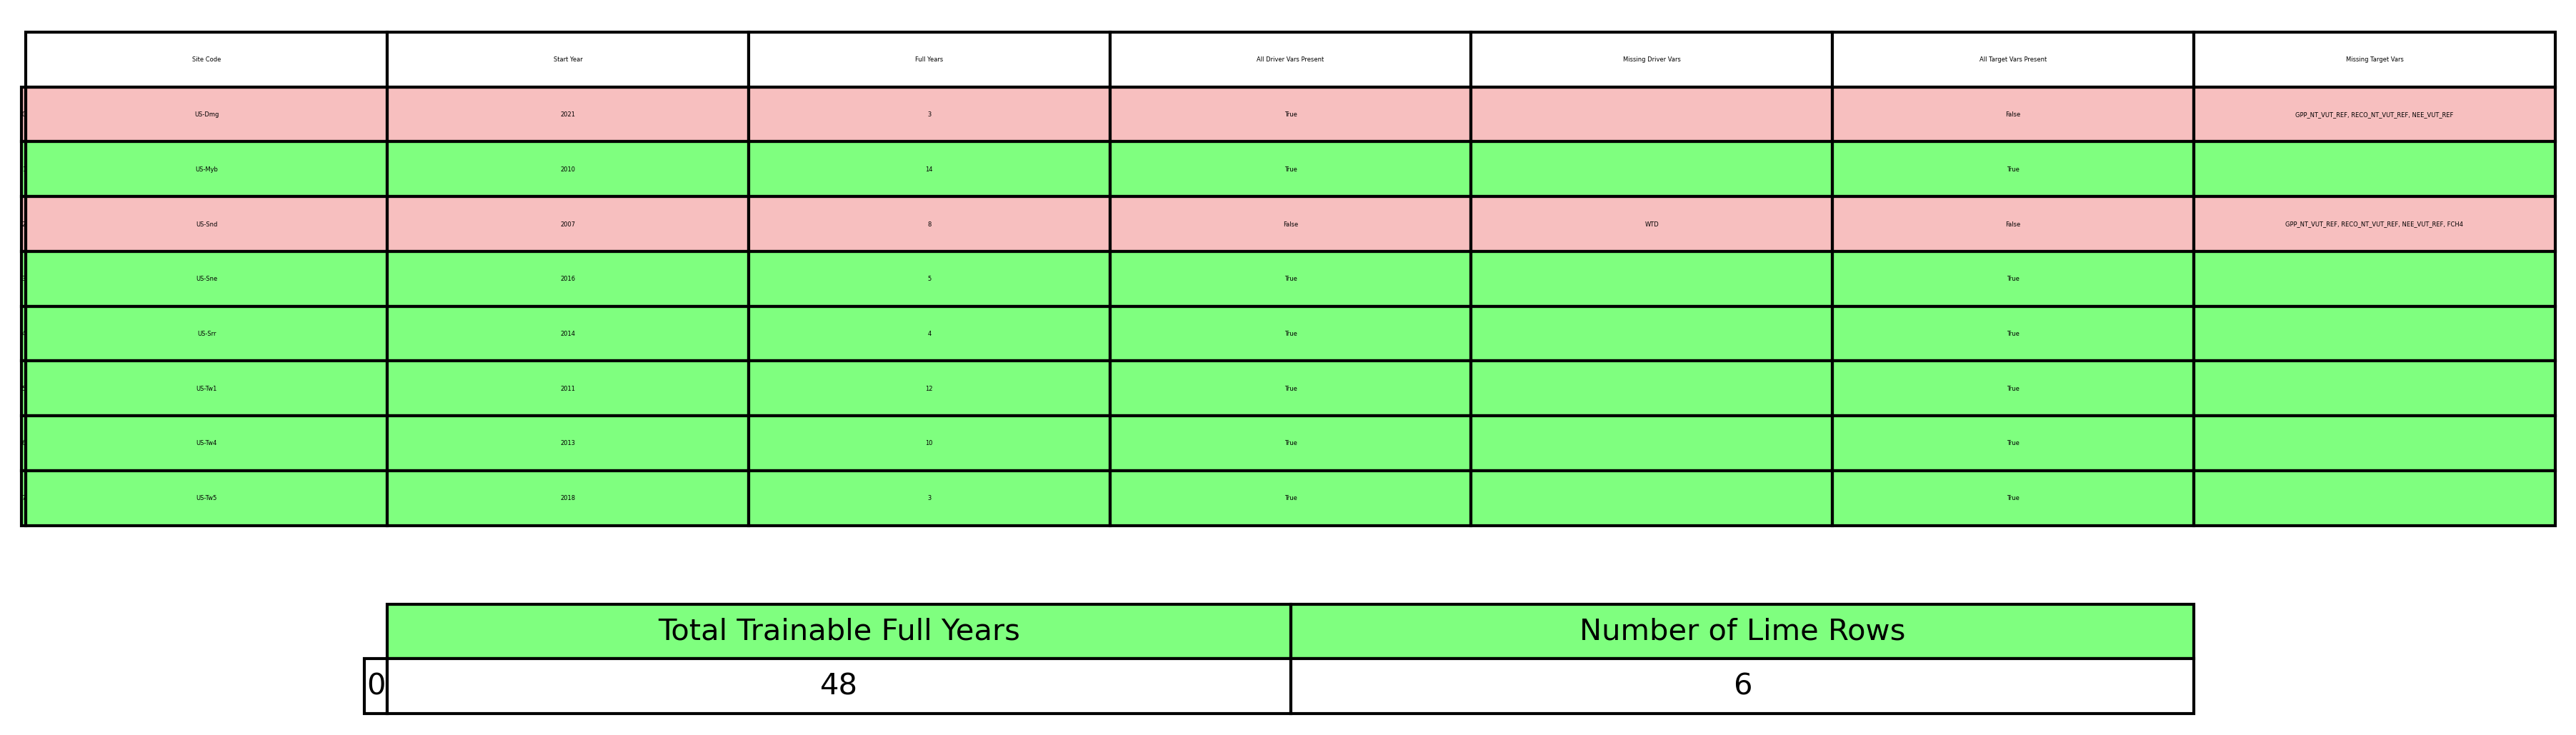 Site Code Start Year Full Years All Driver Vars Present Missing Driver Vars All Target Vars Present Missing Target Vars
US-Dmg 2021 3 True False GPP_NT_VUT_REF, RECO_NT_VUT_REF, NEE_VUT_REF
US-Myb 2010 14 True True
US-Snd 2007 8 False WTD False GPP_NT_VUT_REF, RECO_NT_VUT_REF, NEE_VUT_REF, FCH4
US-Sne 2016 5 True True
US-Srr 2014 4 True True
US-Tw1 2011 12 True True
US-Tw4 2013 10 True True
US-Tw5 2018 3 True True
Total Trainable Full Years Number of Lime Rows
0 48 6